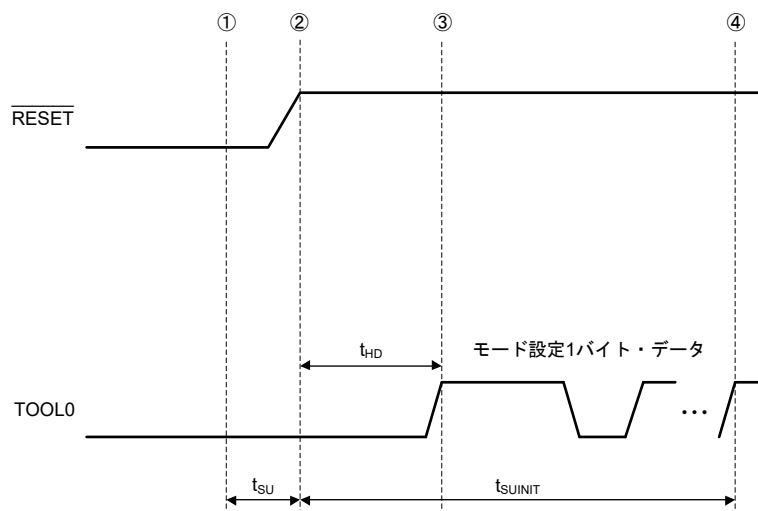 ① ② ③ ④
RESET
tHD
モード設定1バイト・データ
TOOL0
...
tSU
tSUINIT